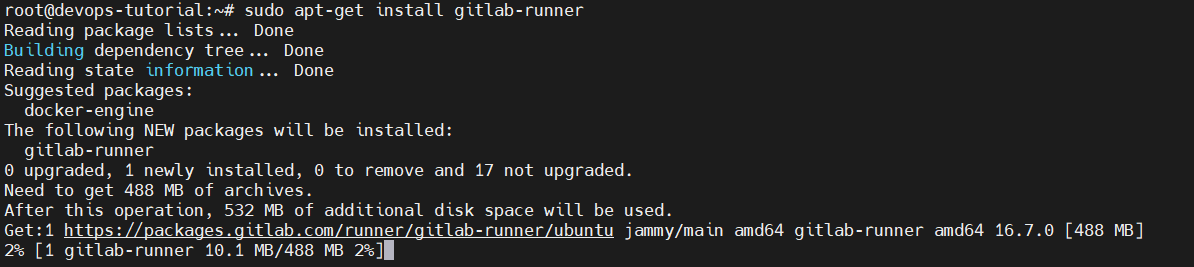 root@devops-tutorial:~# sudo apt-get install gitlab-runner
Reading package lists... Done
Building dependency tree... Done
Reading state information... Done
Suggested packages:
  docker-engine
The following NEW packages will be installed:
  gitlab-runner
0 upgraded, 1 newly installed, 0 to remove and 17 not upgraded.
Need to get 488 MB of archives.
After this operation, 532 MB of additional disk space will be used.
Get:1 https://packages.gitlab.com/runner/gitlab-runner/ubuntu jammy/main amd64 gitlab-runner amd64 16.7.0 [488 MB]
2% [1 gitlab-runner 10.1 MB/488 MB 2%]